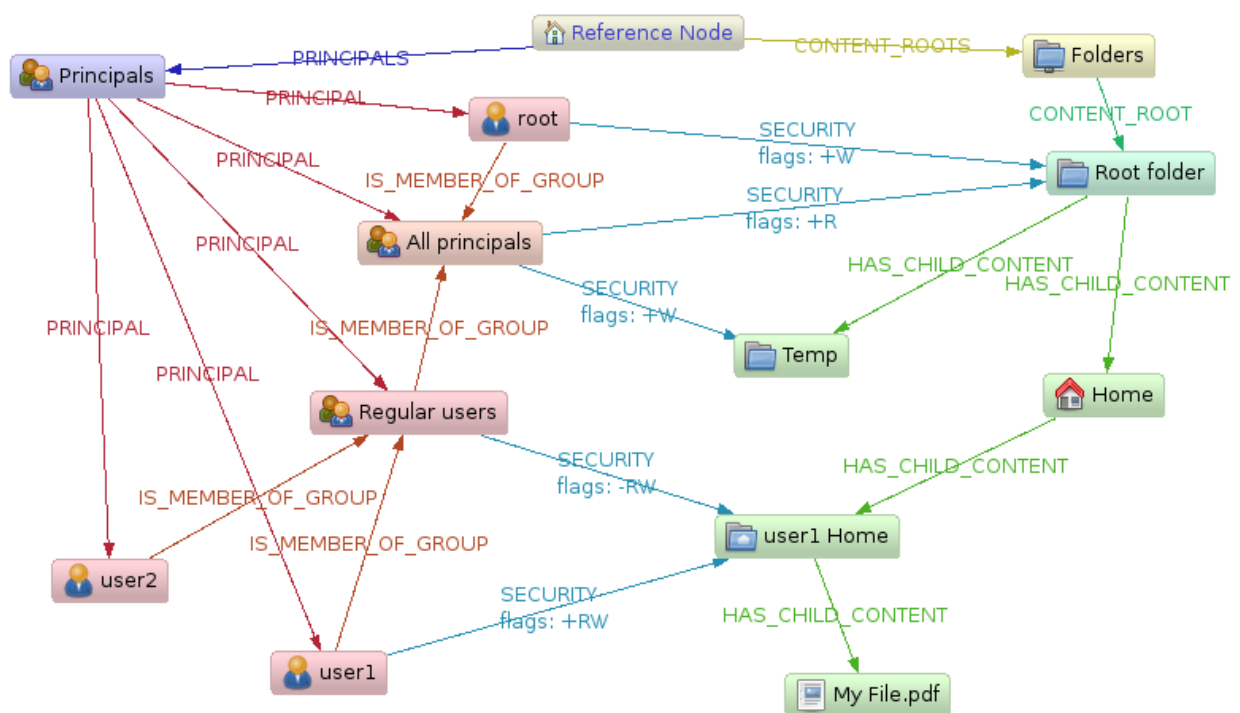 Reference Node
PRINCIPALS
CONTENT_ROOTS
Folders
Principals
PRINCIPAL
root
CONTENT_ROOT
SECURITY
flags: +W
PRINCIPAL
Root folder
IS_MEMBER_OF_GROUP
SECURITY
flags: +R
PRINCIPAL
All principals
HAS_CHILD_CONTENT
HAS_CHILD_CONTENT
SECURITY
flags: +W
PRINCIPAL
IS_MEMBER_OF_GROUP
Temp
PRINCIPAL
Home
Regular users
SECURITY
flags: -RW
HAS_CHILD_CONTENT
IS_MEMBER_OF_GROUP
user1 Home
IS_MEMBER_OF_GROUP
user2
SECURITY
flags: +RW
HAS_CHILD_CONTENT
user1
My File.pdf